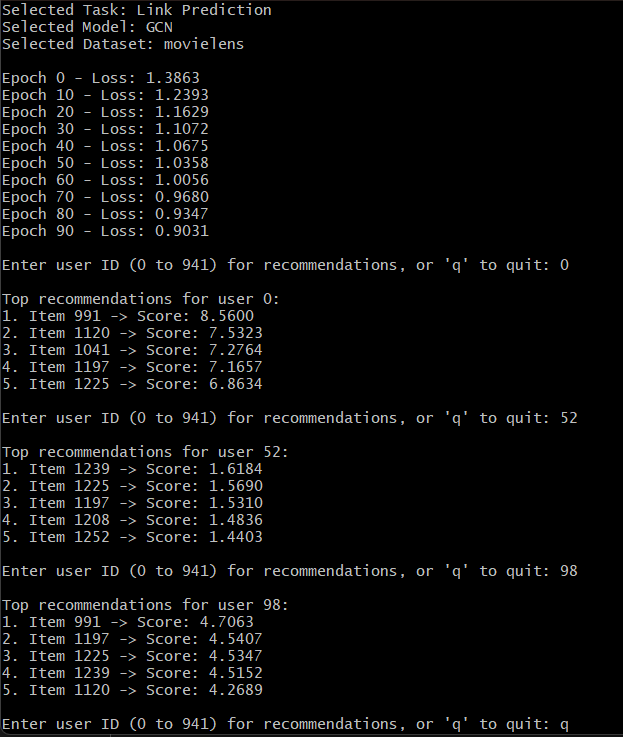 Selected Task: Link Prediction
Selected Model: GCN
Selected Dataset: movielens
Epoch 0 - Loss: 1.3863
Epoch 10 - Loss: 1.2393
Epoch 20 - Loss: 1.1629
Epoch 30 - Loss: 1.1072
Epoch 40 - Loss: 1.0675
Epoch 50 - Loss: 1.0358
Epoch 60 - Loss: 1.0056
Epoch 70 - Loss: 0.9680
Epoch 80 - Loss: 0.9347
Epoch 90 - Loss: 0.9031
Enter user ID (0 to 941) for recommendations, or 'q' to quit: 0
Top recommendations for user 0:
1. Item 991 -> Score: 8.5600
2. Item 1120 -> Score: 7.5323
3. Item 1041 -> Score: 7.2764
4. Item 1197 -> Score: 7.1657
5. Item 1225 -> Score: 6.8634
Enter user ID (0 to 941) for recommendations, or 'q' to quit: 52
Top recommendations for user 52:
1. Item 1239 -> Score: 1.6184
2. Item 1225 -> Score: 1.5690
3. Item 1197 -> Score: 1.5310
4. Item 1208 -> Score: 1.4836
5. Item 1252 -> Score: 1.4403
Enter user ID (0 to 941) for recommendations, or 'q' to quit: 98
Top recommendations for user 98:
1. Item 991 -> Score: 4.7063
2. Item 1197 -> Score: 4.5407
3. Item 1225 -> Score: 4.5347
4. Item 1239 -> Score: 4.5152
5. Item 1120 -> Score: 4.2689
Enter user ID (0 to 941) for recommendations, or 'q' to quit: q